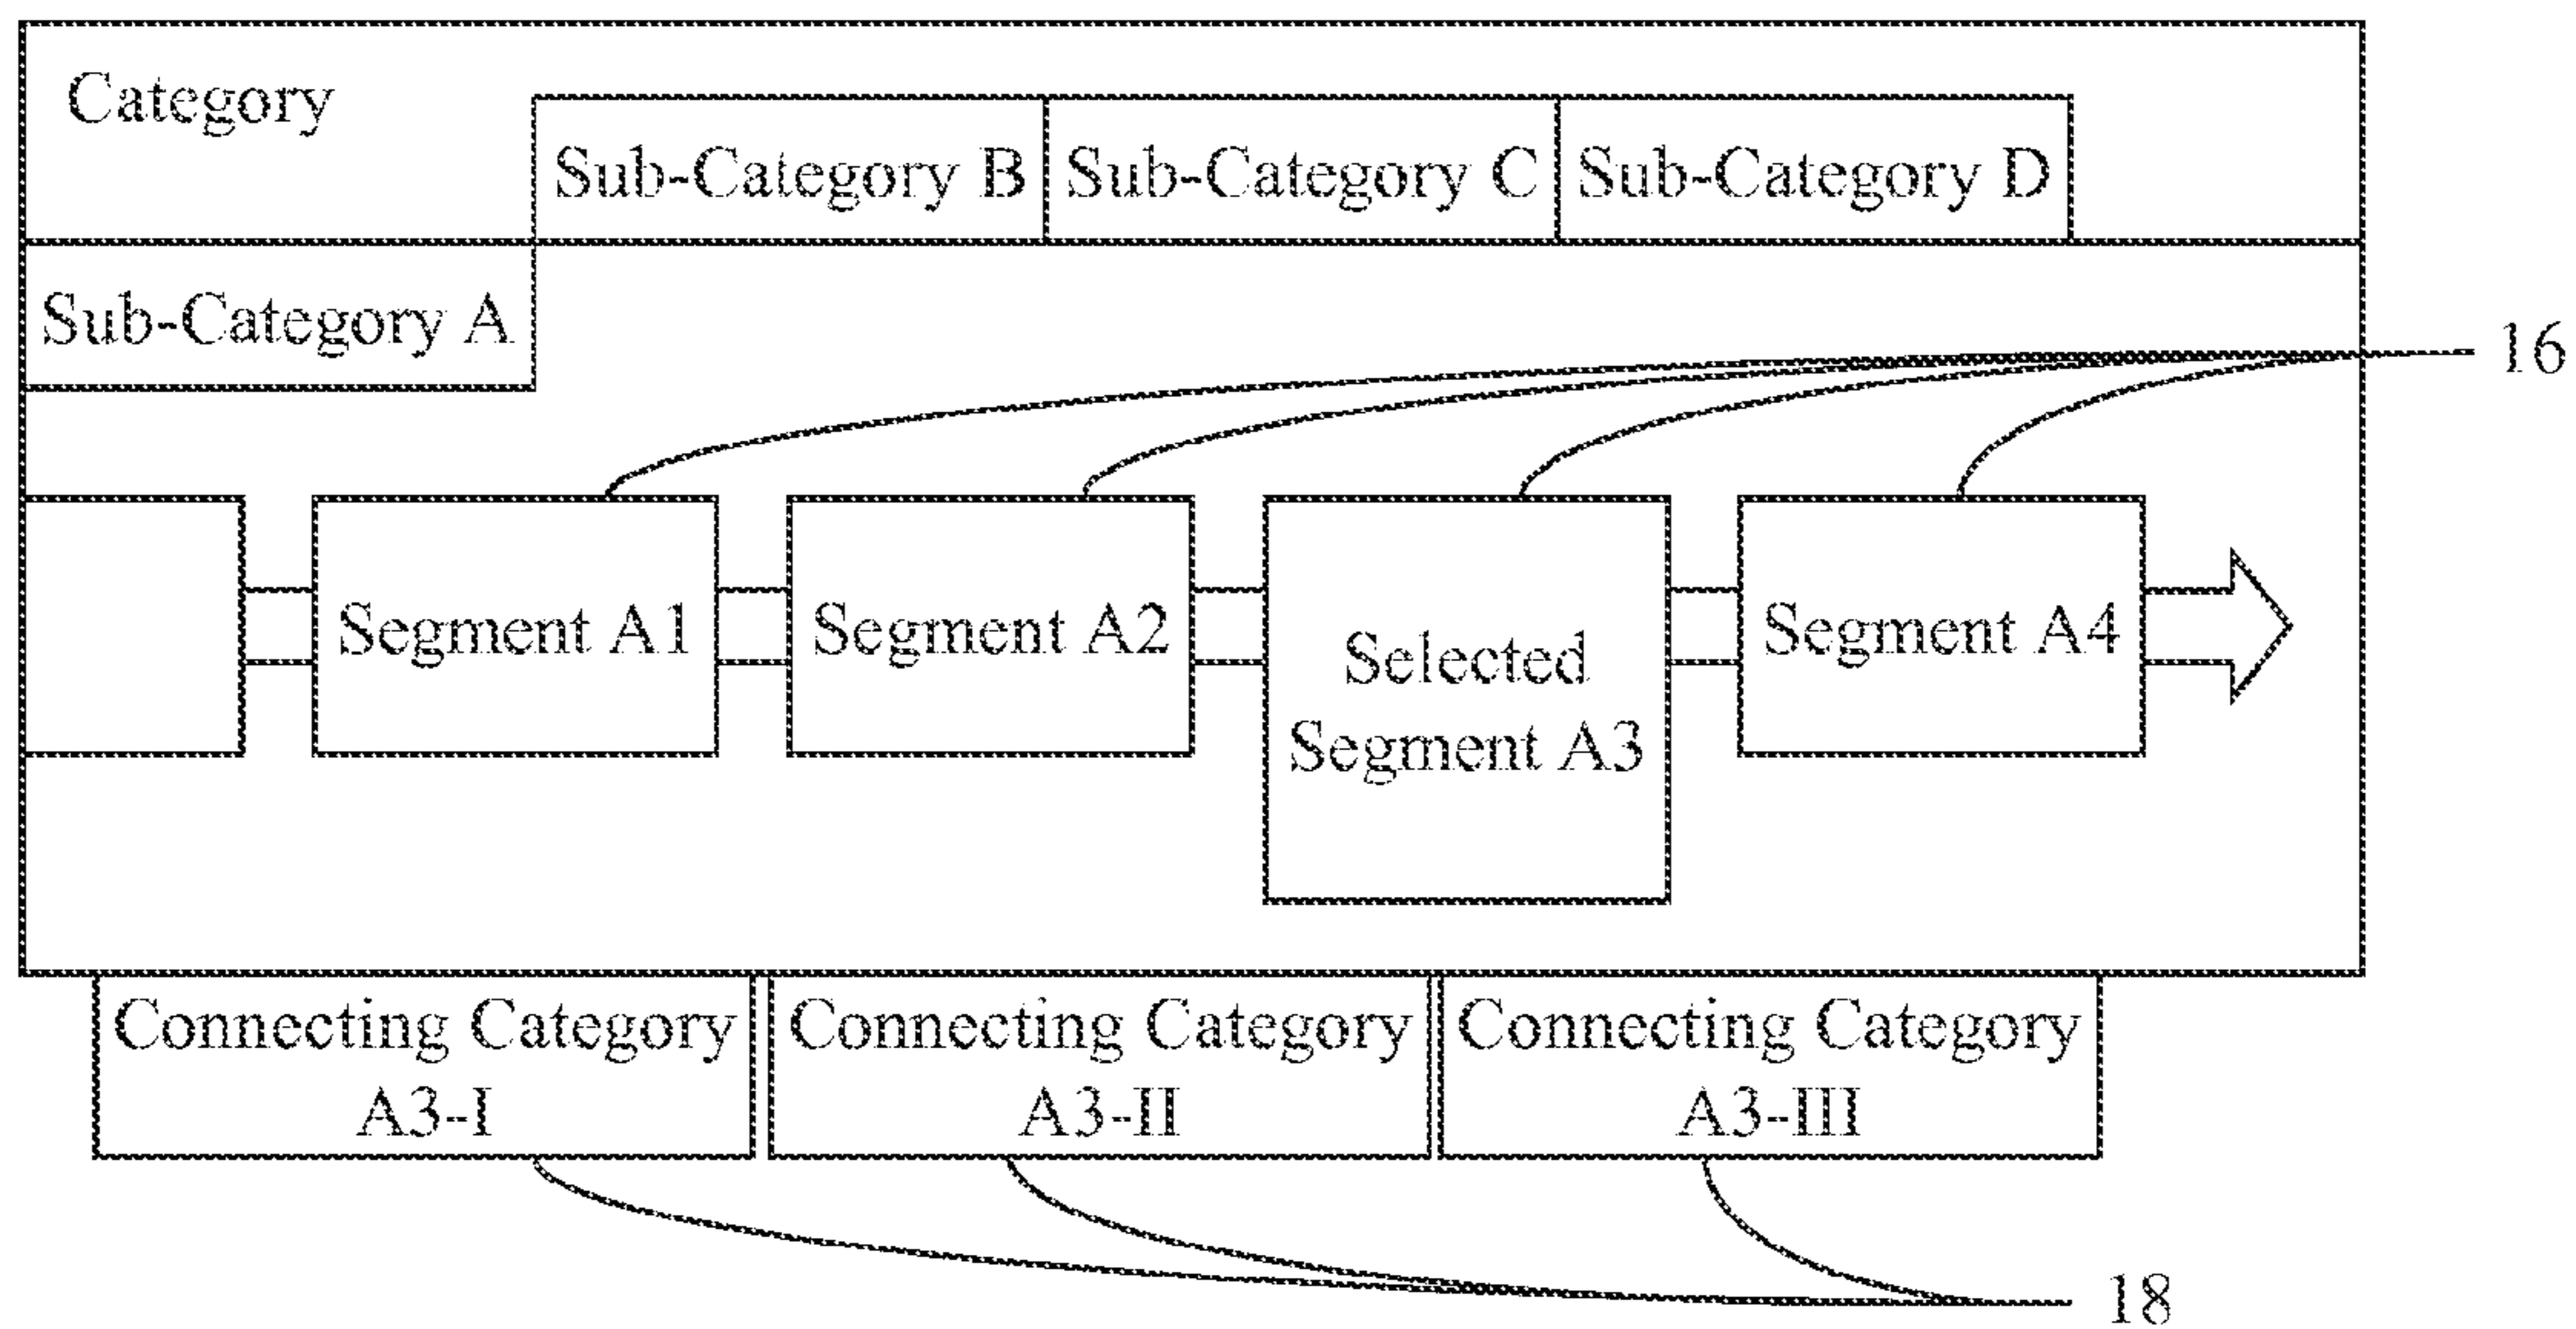 Category
Sub-Category B
Sub-Category C
Sub-Category D
Sub-Category A
16
Segment A1
Segment A2
Selected
Segment A3
Segment A4
Connecting Category
A3-I
Connecting Category
A3-II
Connecting Category
A3-III
18